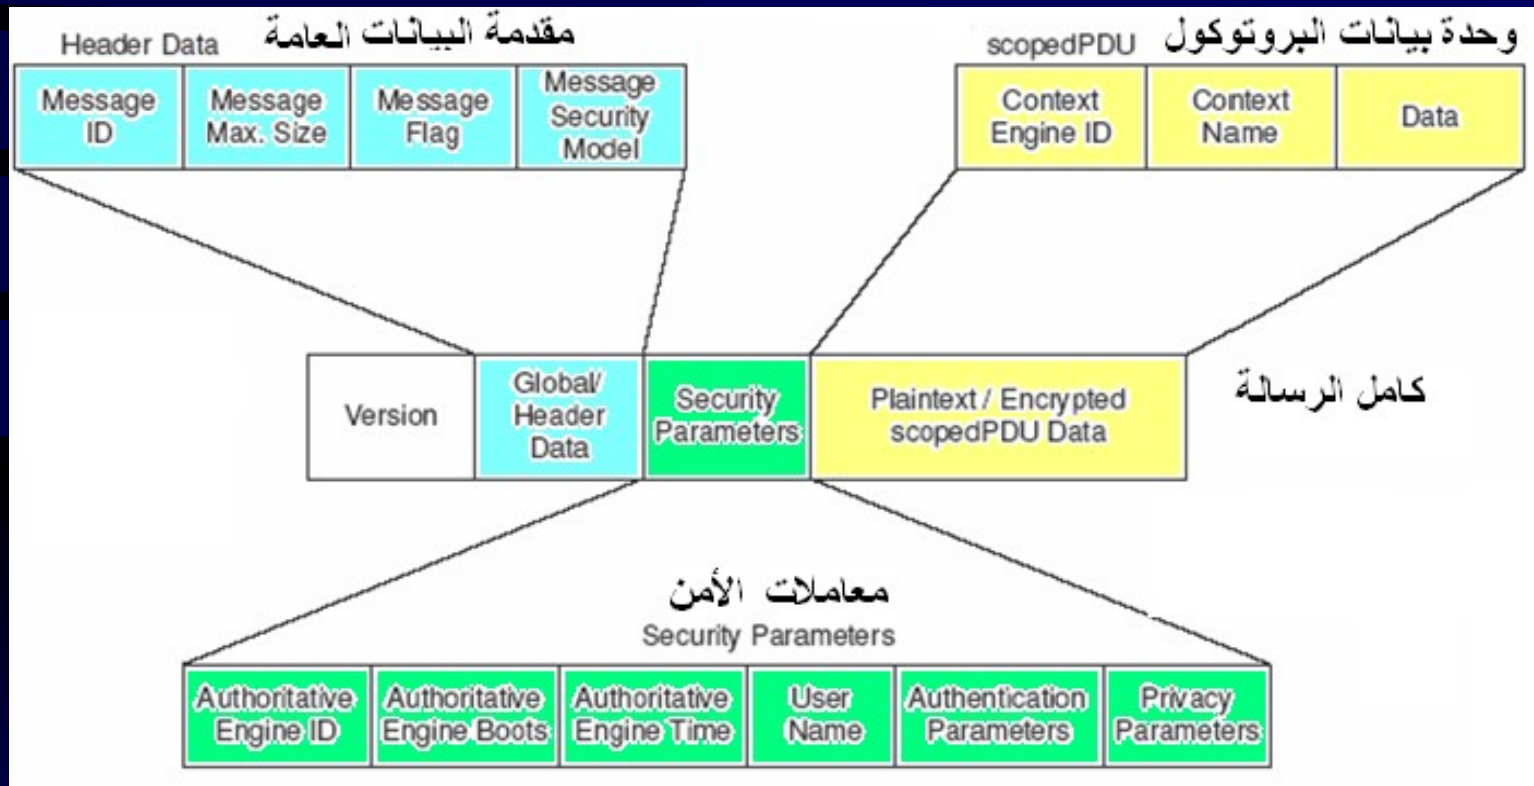 Header Data مقدمة البيانات العامة
Message
ID
Message
Max. Size
Message
Flag
Message
Security
Model
scopedPDU وحدة بيانات البروتوكول
Context
Engine ID
Context
Name
Data
Version
Global/
Header
Data
Security
Parameters
Plaintext / Encrypted
scopedPDU Data
كامل الرسالة
معاملات الأمن
Security Parameters
Authoritative
Engine ID
Authoritative
Engine Boots
Authoritative
Engine Time
User
Name
Authentication
Parameters
Privacy
Parameters